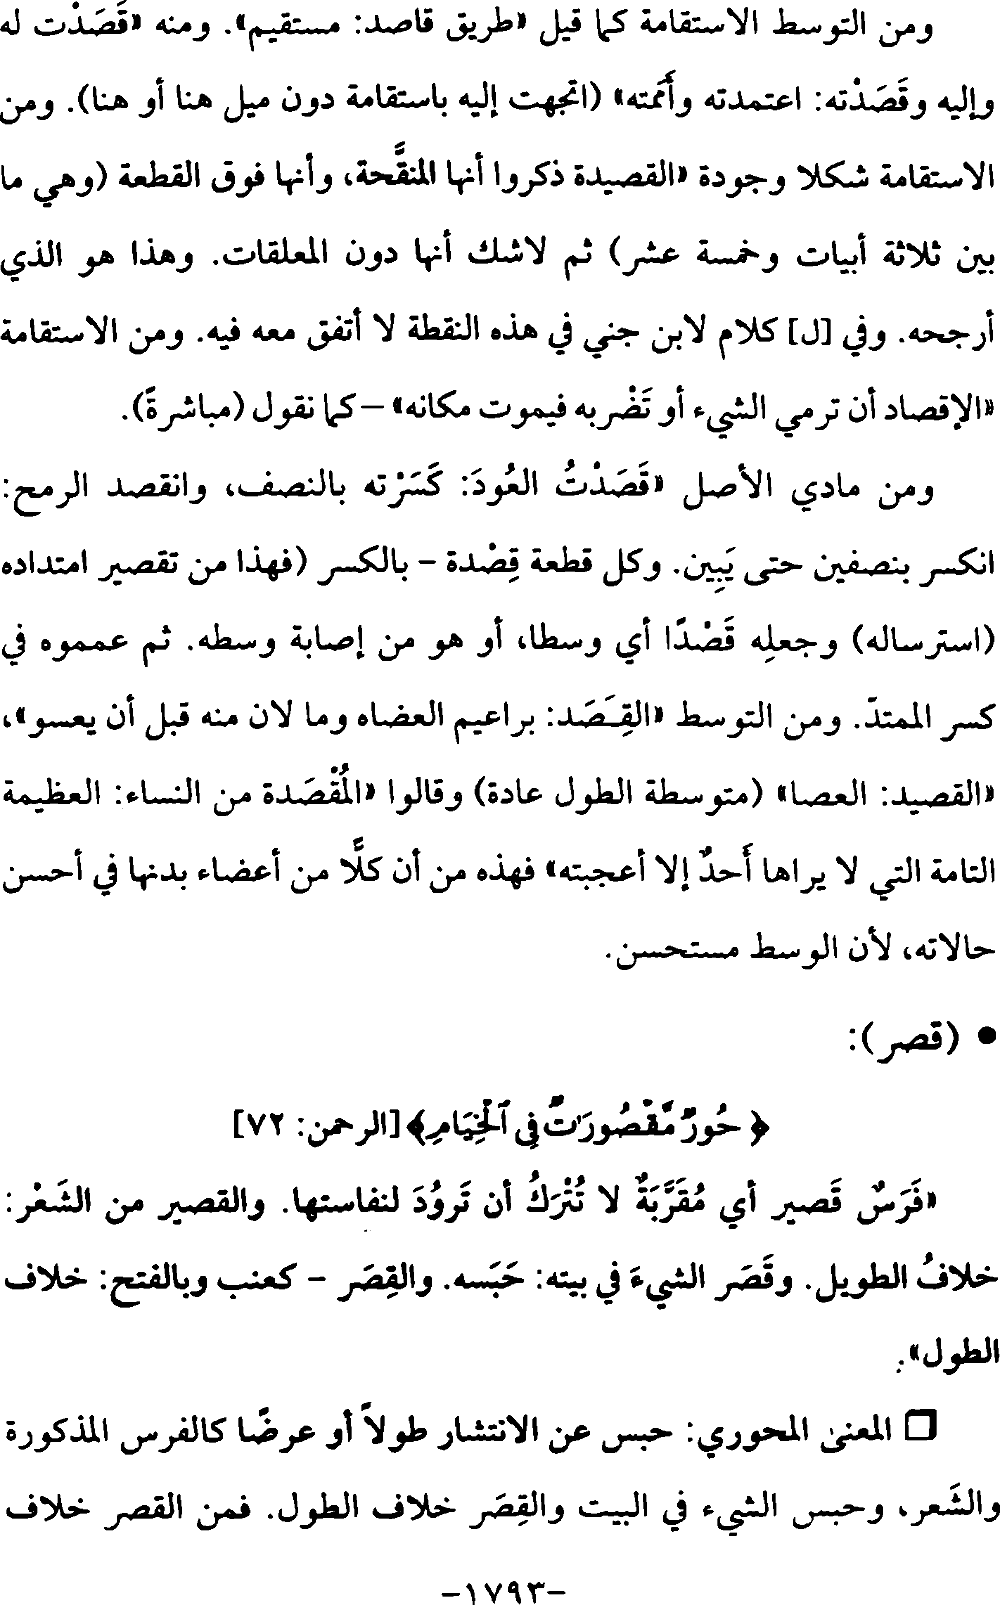 ومن التوسط الاستقامة كما قيل «طريق قاصد: مستقيم». ومنه «قَصَدْت له
وإليه وقَصَدْته: اعتمدته وأَمَمته» (اتجهت إليه باستقامة دون ميل هنا أو هنا). ومن
الاستقامة شكلا وجودة «القصيدة ذكروا أنها المنقَّحة، وأنها فوق القطعة (وهي ما
بين ثلاثة أبيات وخمسة عشر) ثم لاشك أنها دون المعلقات. وهذا هو الذي
أرجحه. وفي [ل] كلام لابن جني في هذه النقطة لا أتفق معه فيه. ومن الاستقامة
«الإقصاد أن ترمي الشيء أو تَضْربه فيموت مكانه» – كما نقول (مباشرةً).
ومن مادي الأصل «قَصَدْتُ العُودَ: كَسَرْته بالنصف، وانقصد الرمح:
انكسر بنصفين حتى يَبِين. وكل قطعة قِصْدة – بالكسر (فهذا من تقصير امتداده
(استرساله) وجعلِه قَصْدًا أي وسطا، أو هو من إصابة وسطه. ثم عمموه في
كسر الممتدّ. ومن التوسط «القِـصَد: براعيم العضاه وما لان منه قبل أن يعسو»،
«القصيد: العصا» (متوسطة الطول عادة) وقالوا «المُقْصَدة من النساء: العظيمة
التامة التي لا يراها أَحدٌ إلا أعجبته» فهذه من أن كلًّا من أعضاء بدنها في أحسن
حالاته، لأن الوسط مستحسن.
• (قصر):
﴿حُورٌ مَّقْصُورَٰتٌ فِي ٱلْخِيَامِ﴾ [الرحمن: ٧٢]
«فَرَسٌ قَصير أي مُقَرَّبَةٌ لا تُتْرَكُ أن تَروُدَ لنفاستها. والقصير من الشَعْر:
خلافُ الطويل. وقَصَر الشيءَ في بيته: حَبَسه. والقِصَر – كعنب وبالفتح: خلاف
الطول».
❒ المعنى المحوري: حبس عن الانتشار طولاً أو عرضًا كالفرس المذكورة
والشَعر، وحبس الشيء في البيت والقِصَر خلاف الطول. فمن القصر خلاف
-١٧٩٣-